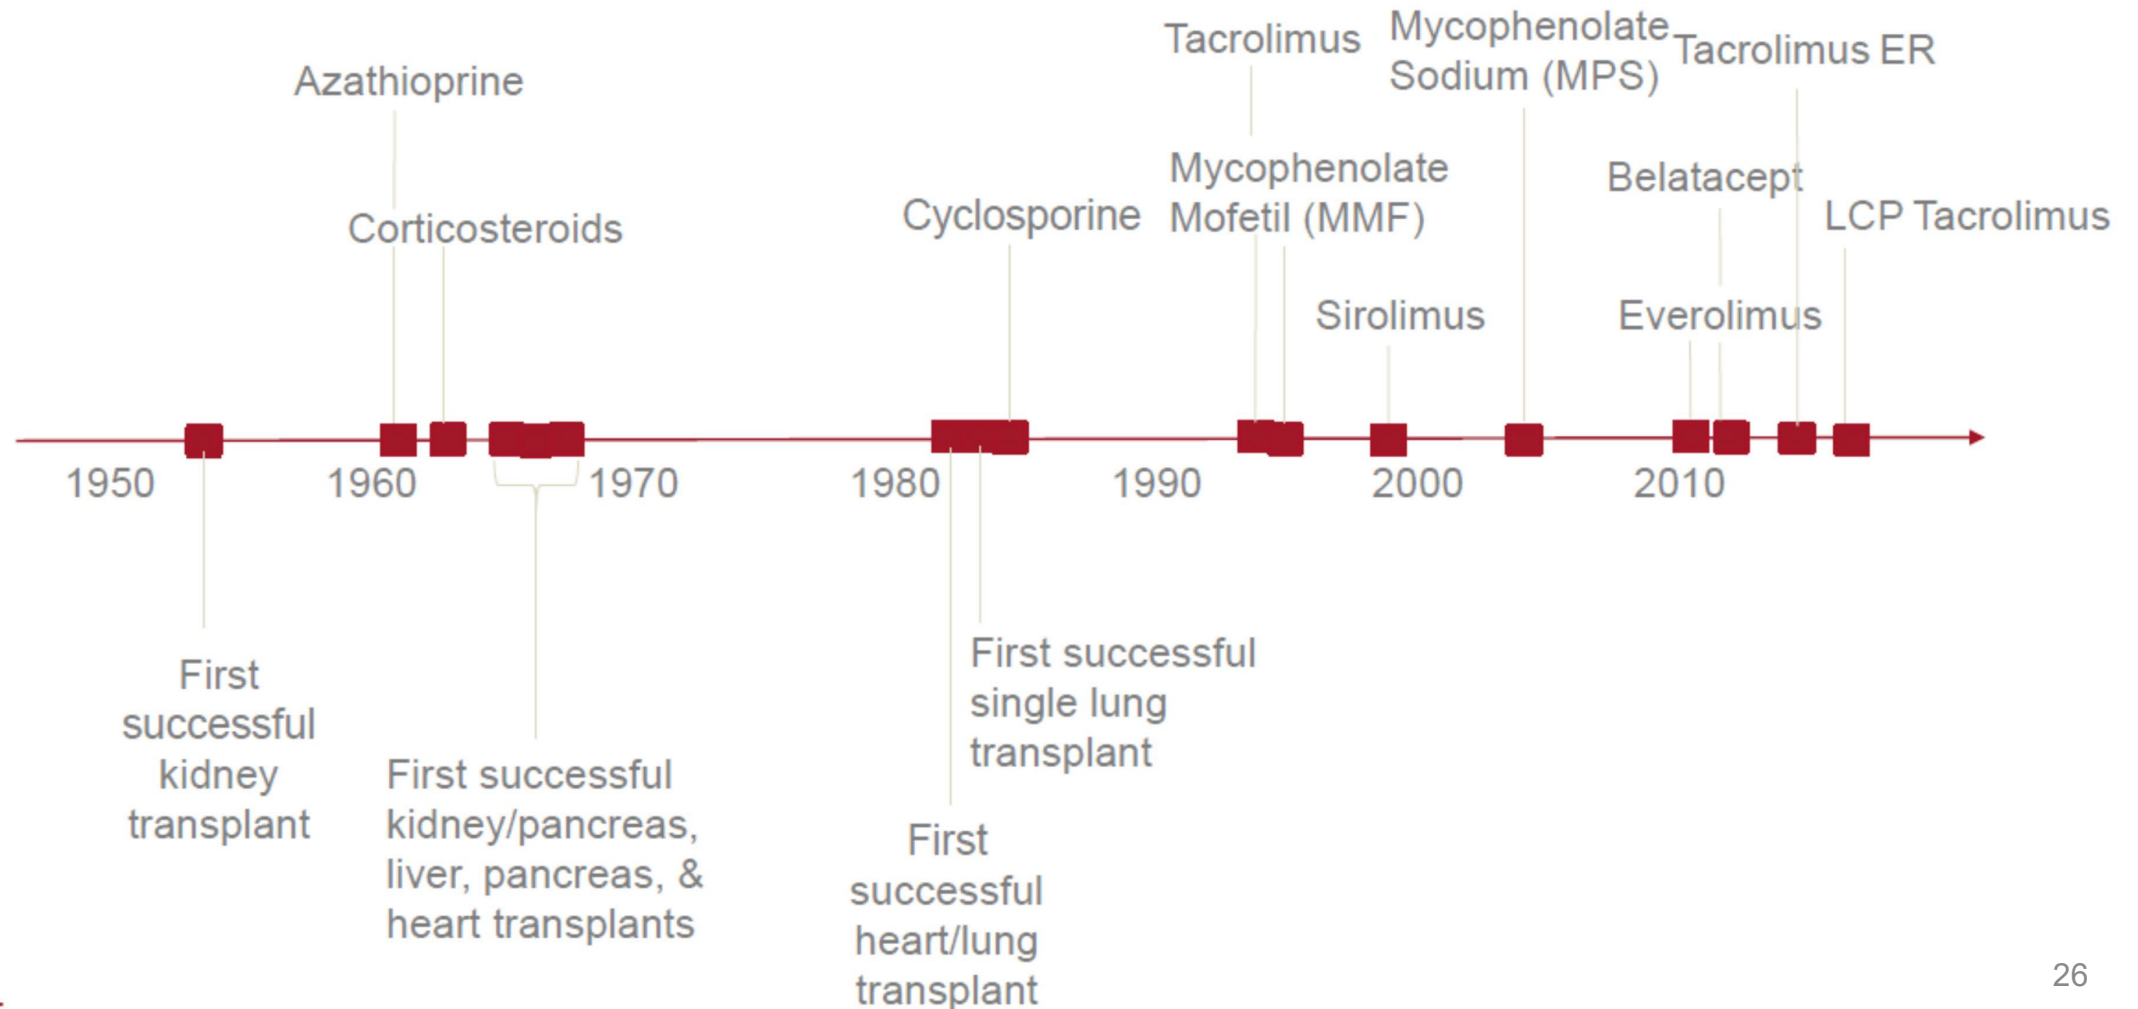 Azathioprine
Corticosteroids
Cyclosporine
Tacrolimus
Mycophenolate
Mofetil (MMF)
Sirolimus
Mycophenolate
Sodium (MPS)
Tacrolimus ER
Belatacept
Everolimus
LCP Tacrolimus
1950
1960
1970
1980
1990
2000
2010
First
successful
kidney
transplant
First successful
kidney/pancreas,
liver, pancreas, &
heart transplants
First successful
single lung
transplant
First
successful
heart/lung
transplant
26